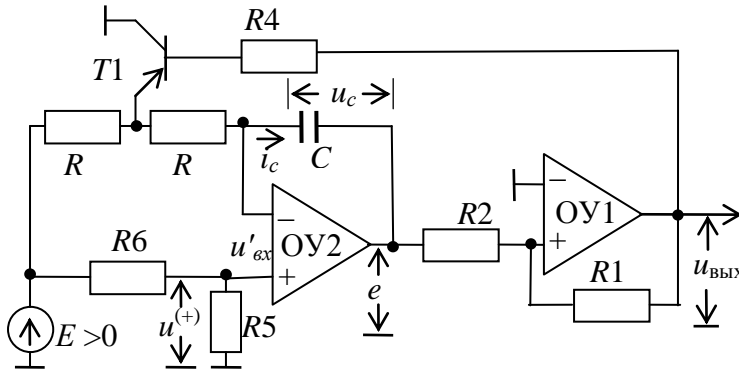 R4
T1
u_c
R
R
i_c
C
−
ОУ1
+
R2
R1
u_вых
R6
u'_вх
−
ОУ2
+
e
u^(+)
R5
E >0